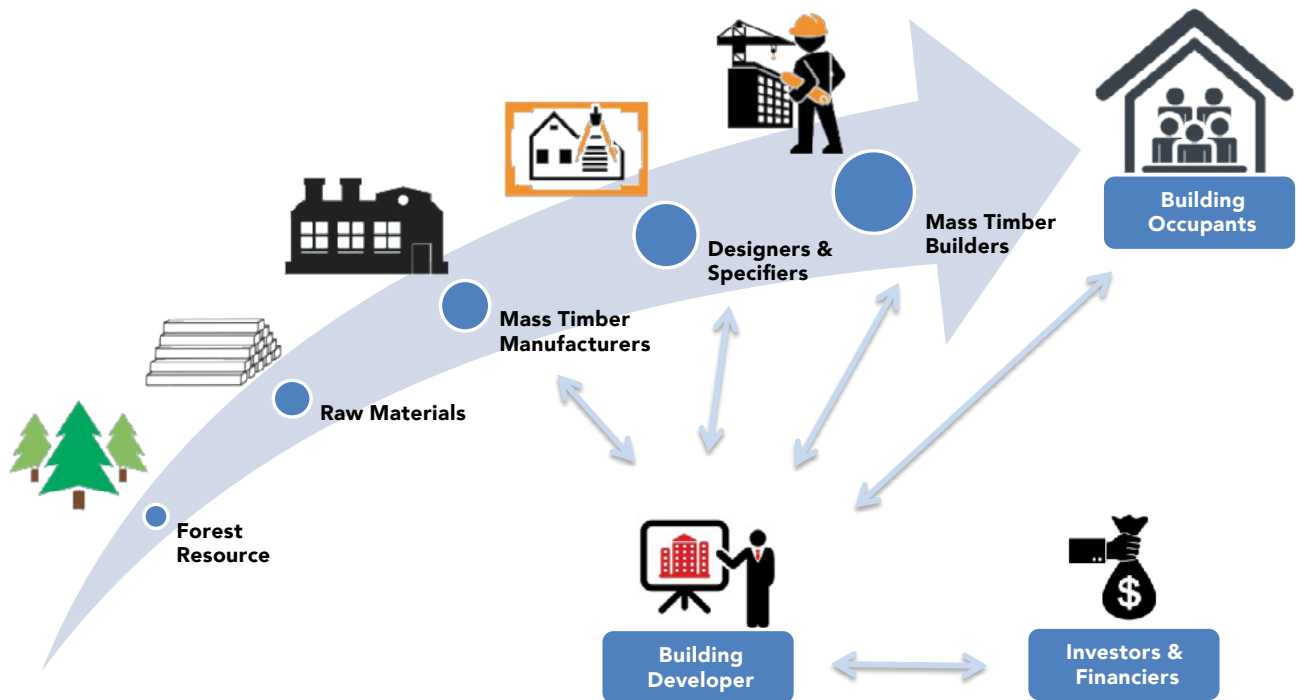 Forest
Resource
Raw Materials
Mass Timber
Manufacturers
Designers &
Specifiers
Mass Timber
Builders
Building
Occupants
Building
Developer
Investors &
Financiers
$